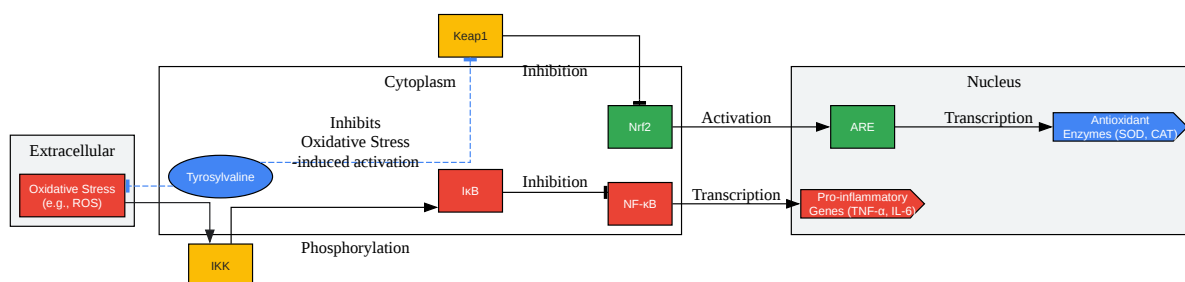 Keap1
Inhibition
Cytoplasm
Nucleus
Inhibits
Oxidative Stress
-induced activation
Nrf2
Activation
ARE
Transcription
Antioxidant
Enzymes (SOD, CAT)
Extracellular
Oxidative Stress
(e.g., ROS)
Tyrosylvaline
IκB
Inhibition
NF-κB
Transcription
Pro-inflammatory
Genes (TNF-α, IL-6)
Phosphorylation
IKK